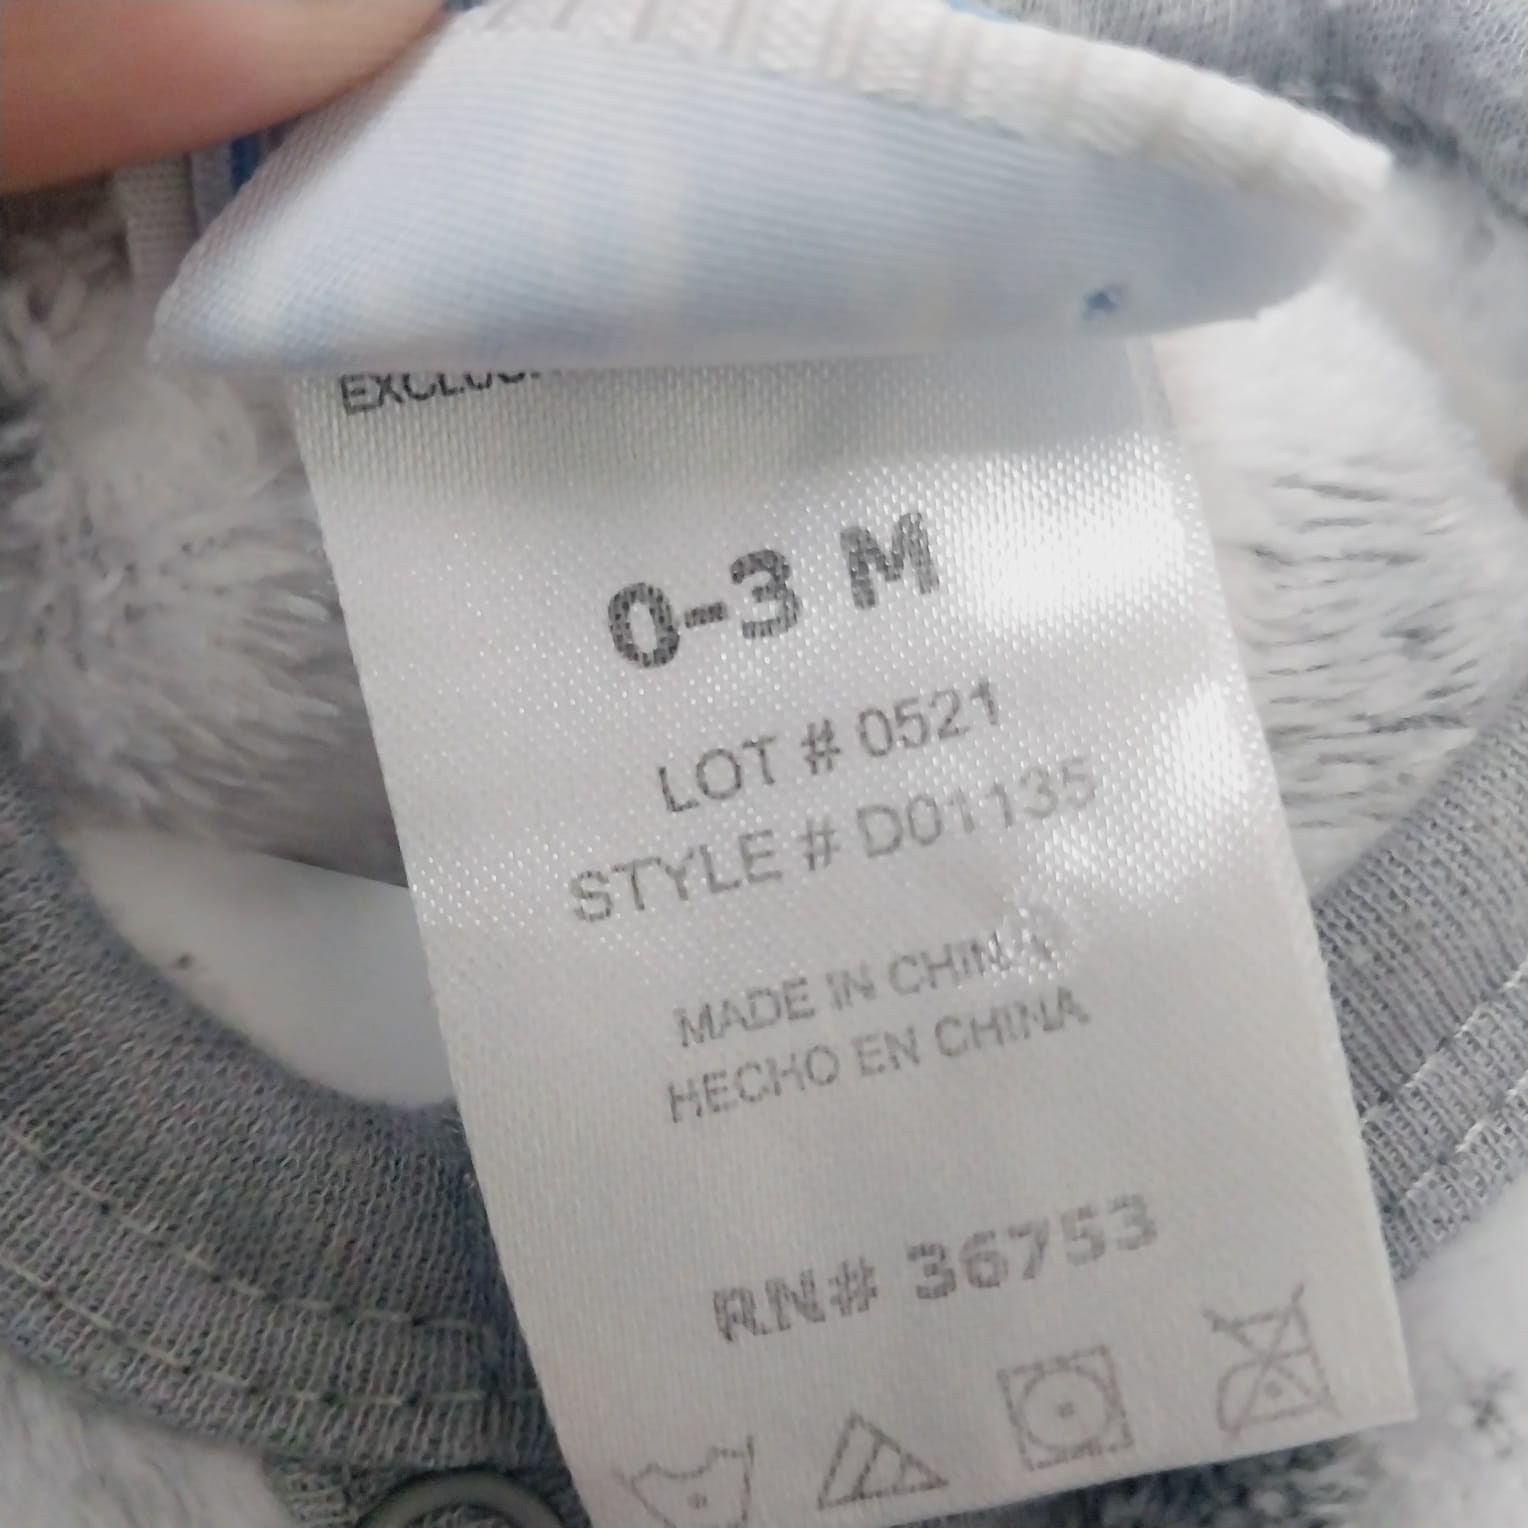 0-3 M
LOT # 0521
STYLE # D01135
MADE IN CHINA
HECHO EN CHINA
RN# 36753